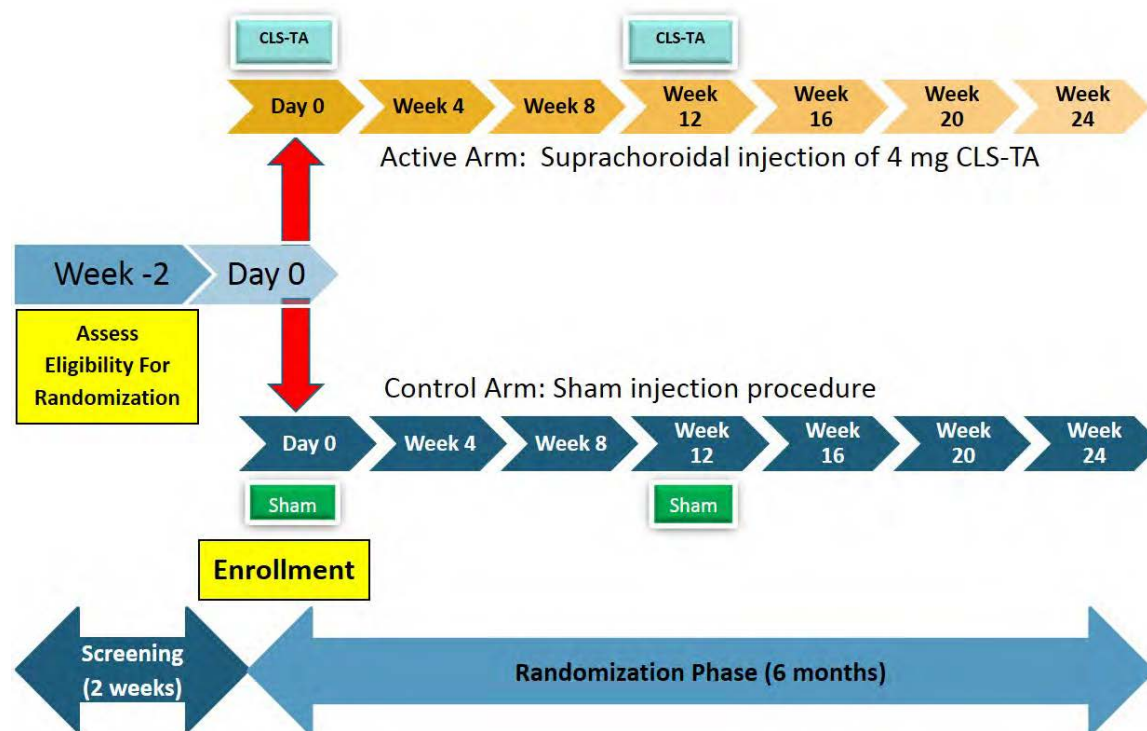 CLS-TA
CLS-TA
Day 0
Week 4
Week 8
Week
12
Week
16
Week
20
Week
24
Active Arm: Suprachoroidal injection of 4 mg CLS-TA
Week -2
Day 0
Assess
Eligibility For
Randomization
Control Arm: Sham injection procedure
Day 0
Week 4
Week 8
Week
12
Week
16
Week
20
Week
24
Sham
Sham
Enrollment
Screening
(2 weeks)
Randomization Phase (6 months)